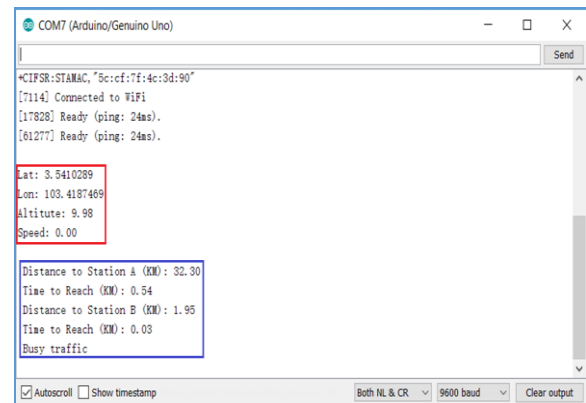 COM7 (Arduino/Genuino Uno)
Send
+CIFSR:STAMAC,"5c:cf:7f:4c:3d:90"
[7114] Connected to WiFi
[17828] Ready (ping: 24ms).
[61277] Ready (ping: 24ms).
Lat: 3.5410289
Lon: 103.4187469
Altitute: 9.98
Speed: 0.00
Distance to Station A (KM): 32.30
Time to Reach (KM): 0.54
Distance to Station B (KM): 1.95
Time to Reach (KM): 0.03
Busy traffic
Autoscroll Show timestamp Both NL & CR 9600 baud Clear output